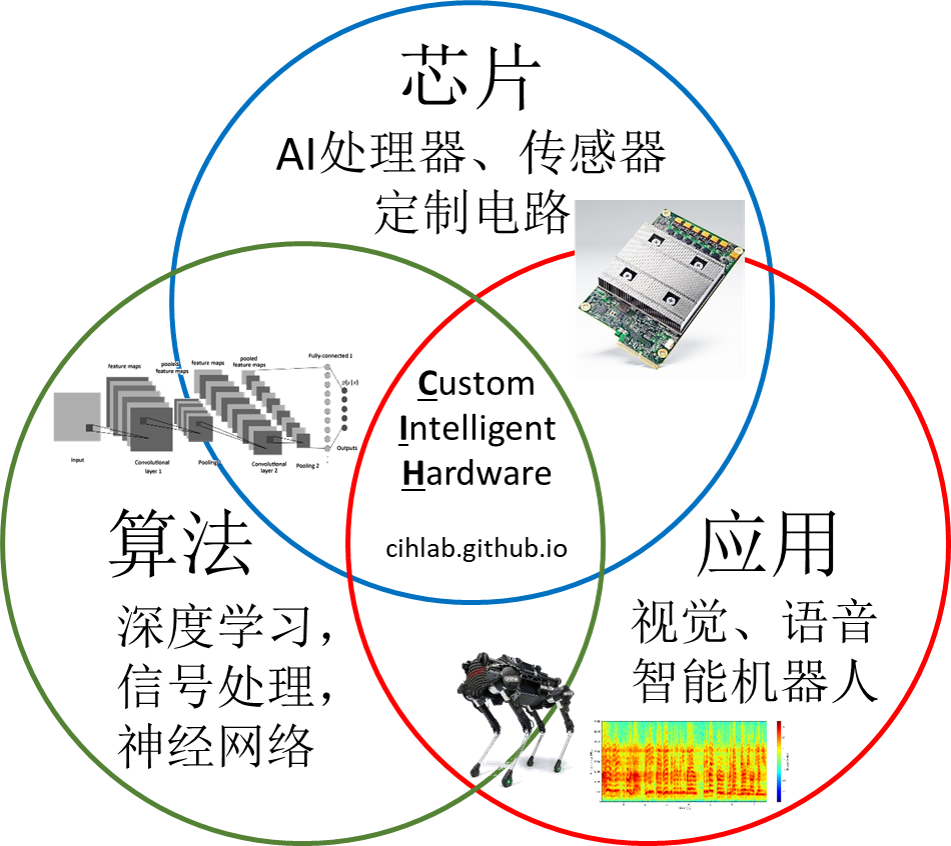 芯片
AI处理器、传感器
定制电路
feature maps
pooled
feature maps
feature maps
pooled
feature maps
Fully-connected 1
Input
Convolutional
layer 1
Pooling
Convolutional
layer 2
Pooling 2
Outputs
Custom
Intelligent
Hardware
cihlab.github.io
算法
深度学习，
信号处理，
神经网络
应用
视觉、语音
智能机器人